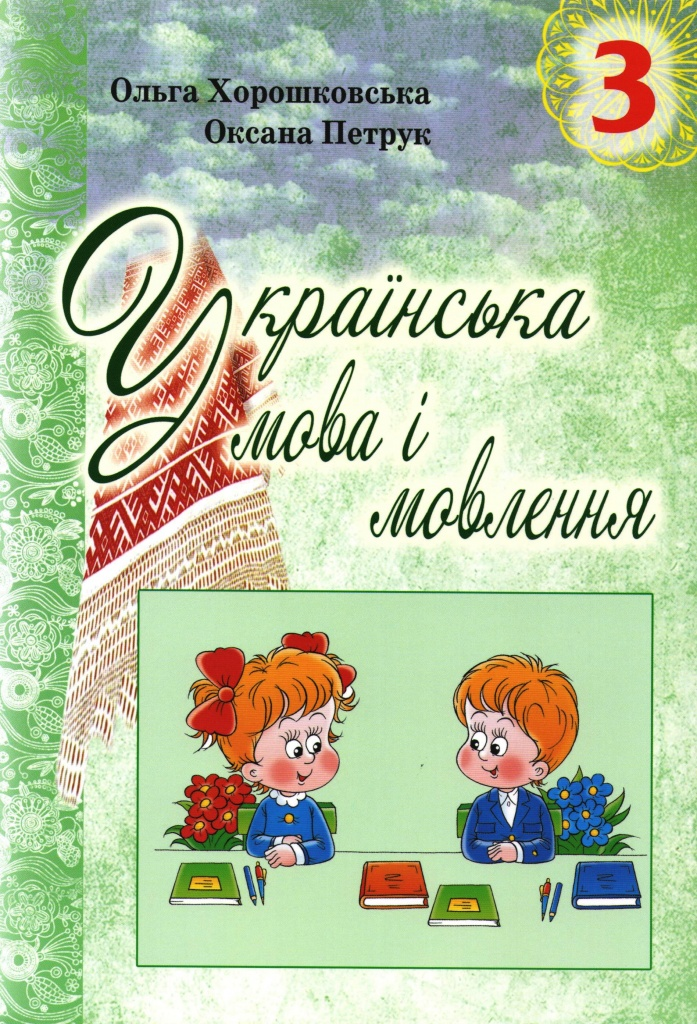 Ольга Хорошковська
Оксана Петрук
3
Українська
мова і
мовлення